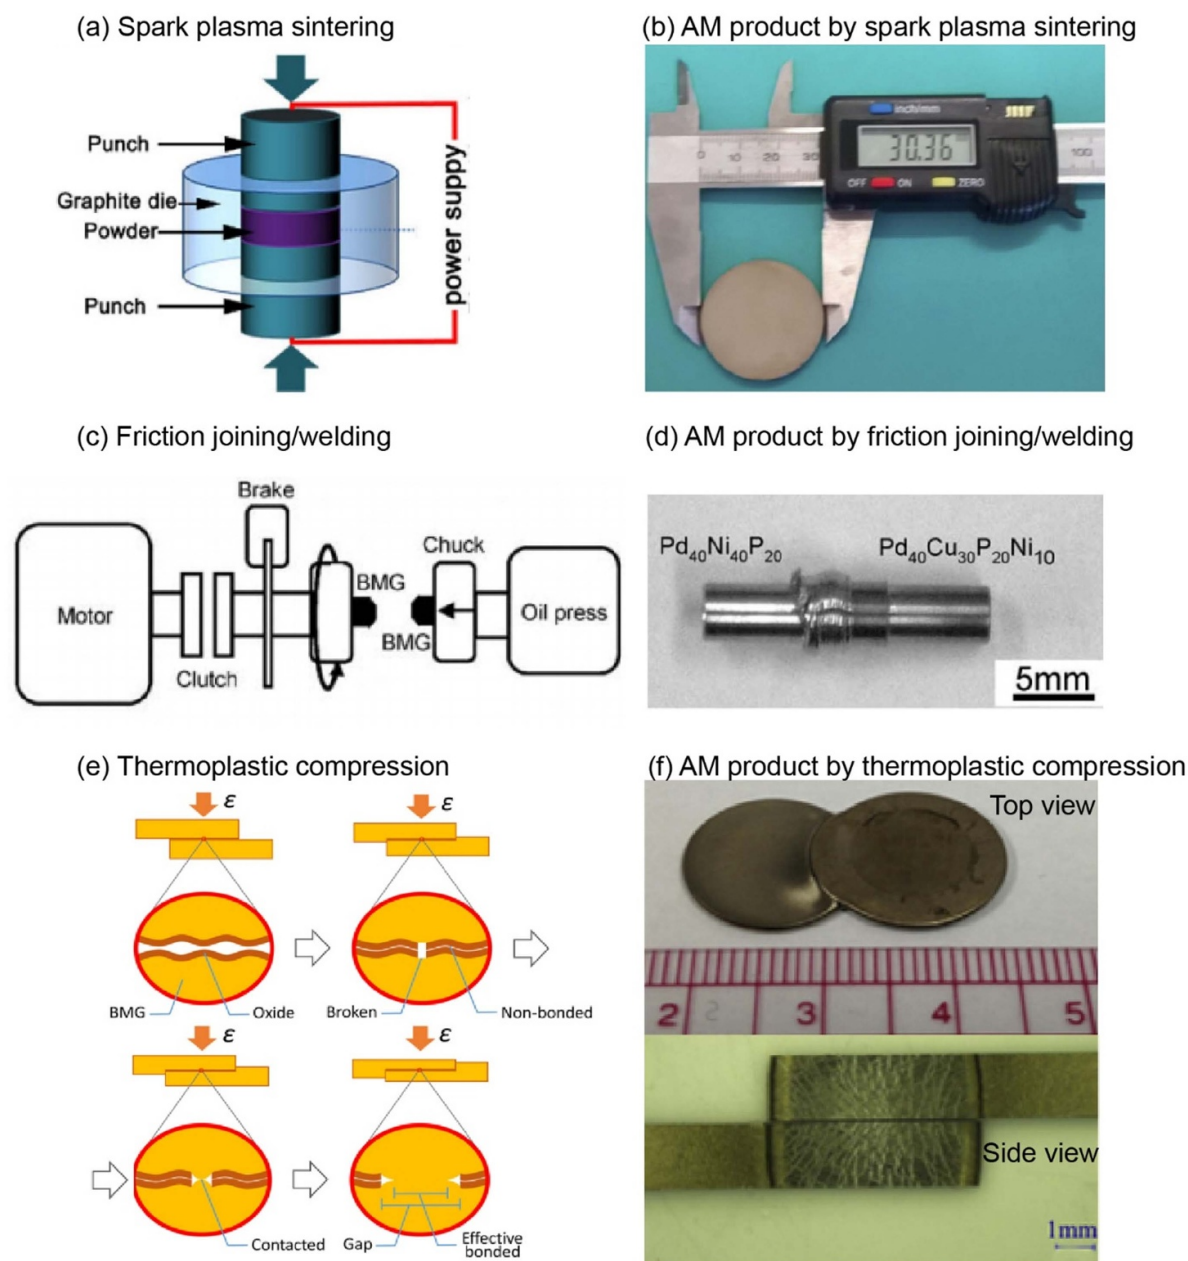 (a) Spark plasma sintering
Punch
Graphite die
Powder
Punch
power suppy
(b) AM product by spark plasma sintering
inch/mm
30.36
OFF ON ZERO
0 10 20 30 100
(c) Friction joining/welding
Brake
Chuck
BMG
Motor
BMG
Oil press
Clutch
(d) AM product by friction joining/welding
Pd40Ni40P20
Pd40Cu30P20Ni10
5mm
(e) Thermoplastic compression
ε
ε
BMG
Oxide
Broken
Non-bonded
ε
ε
Contacted
Gap
Effective
bonded
(f) AM product by thermoplastic compression
Top view
2 3 4 5
Side view
1mm